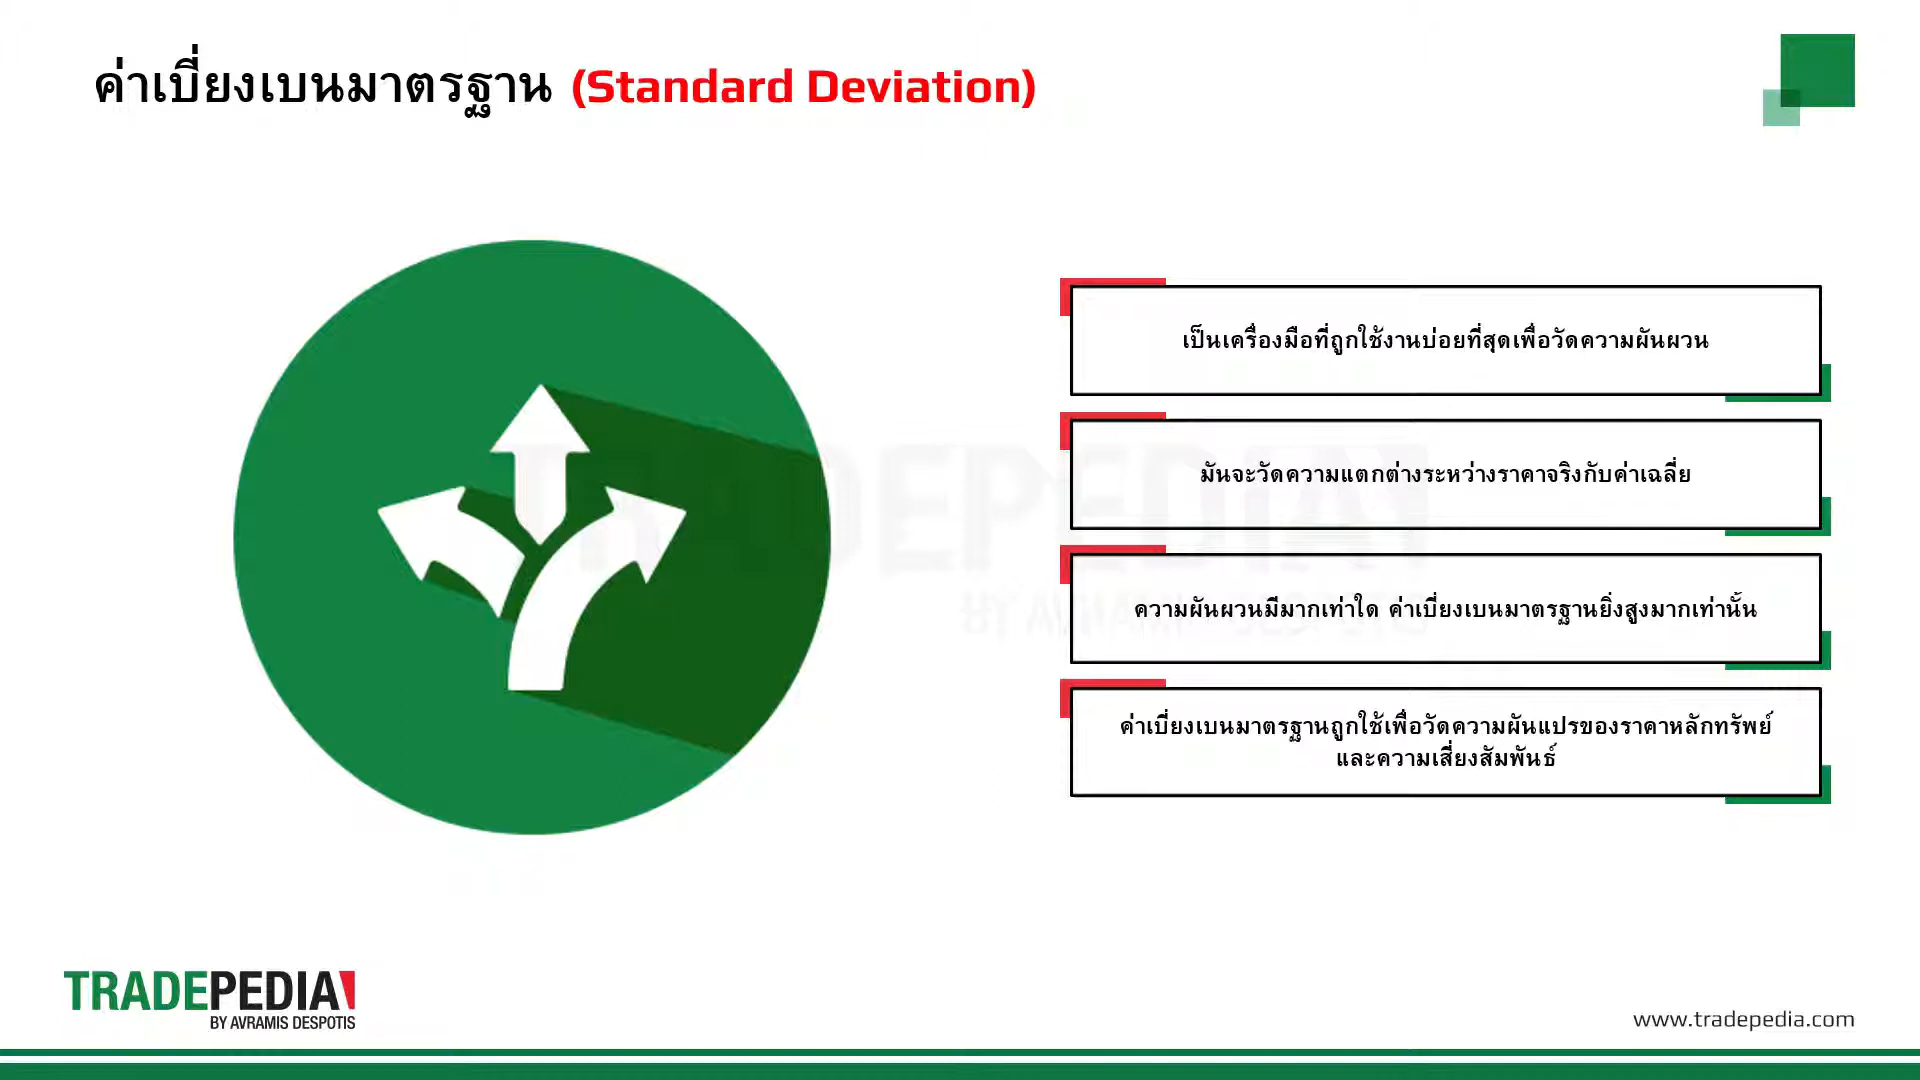 ค่าเบี่ยงเบนมาตรฐาน (Standard Deviation)
เป็นเครื่องมือที่ถูกใช้งานบ่อยที่สุดเพื่อวัดความผันผวน
มันจะวัดความแตกต่างระหว่างราคาจริงกับค่าเฉลี่ย
ความผันผวนมีมากเท่าใด ค่าเบี่ยงเบนมาตรฐานยิ่งสูงมากเท่านั้น
ค่าเบี่ยงเบนมาตรฐานถูกใช้เพื่อวัดความผันแปรของราคาหลักทรัพย์
และความเสี่ยงสัมพันธ์
TRADEPEDIA
BY AVRAMIS DESPOTIS
TRADEPEDIA
BY AVRAMIS DESPOTIS
www.tradepedia.com